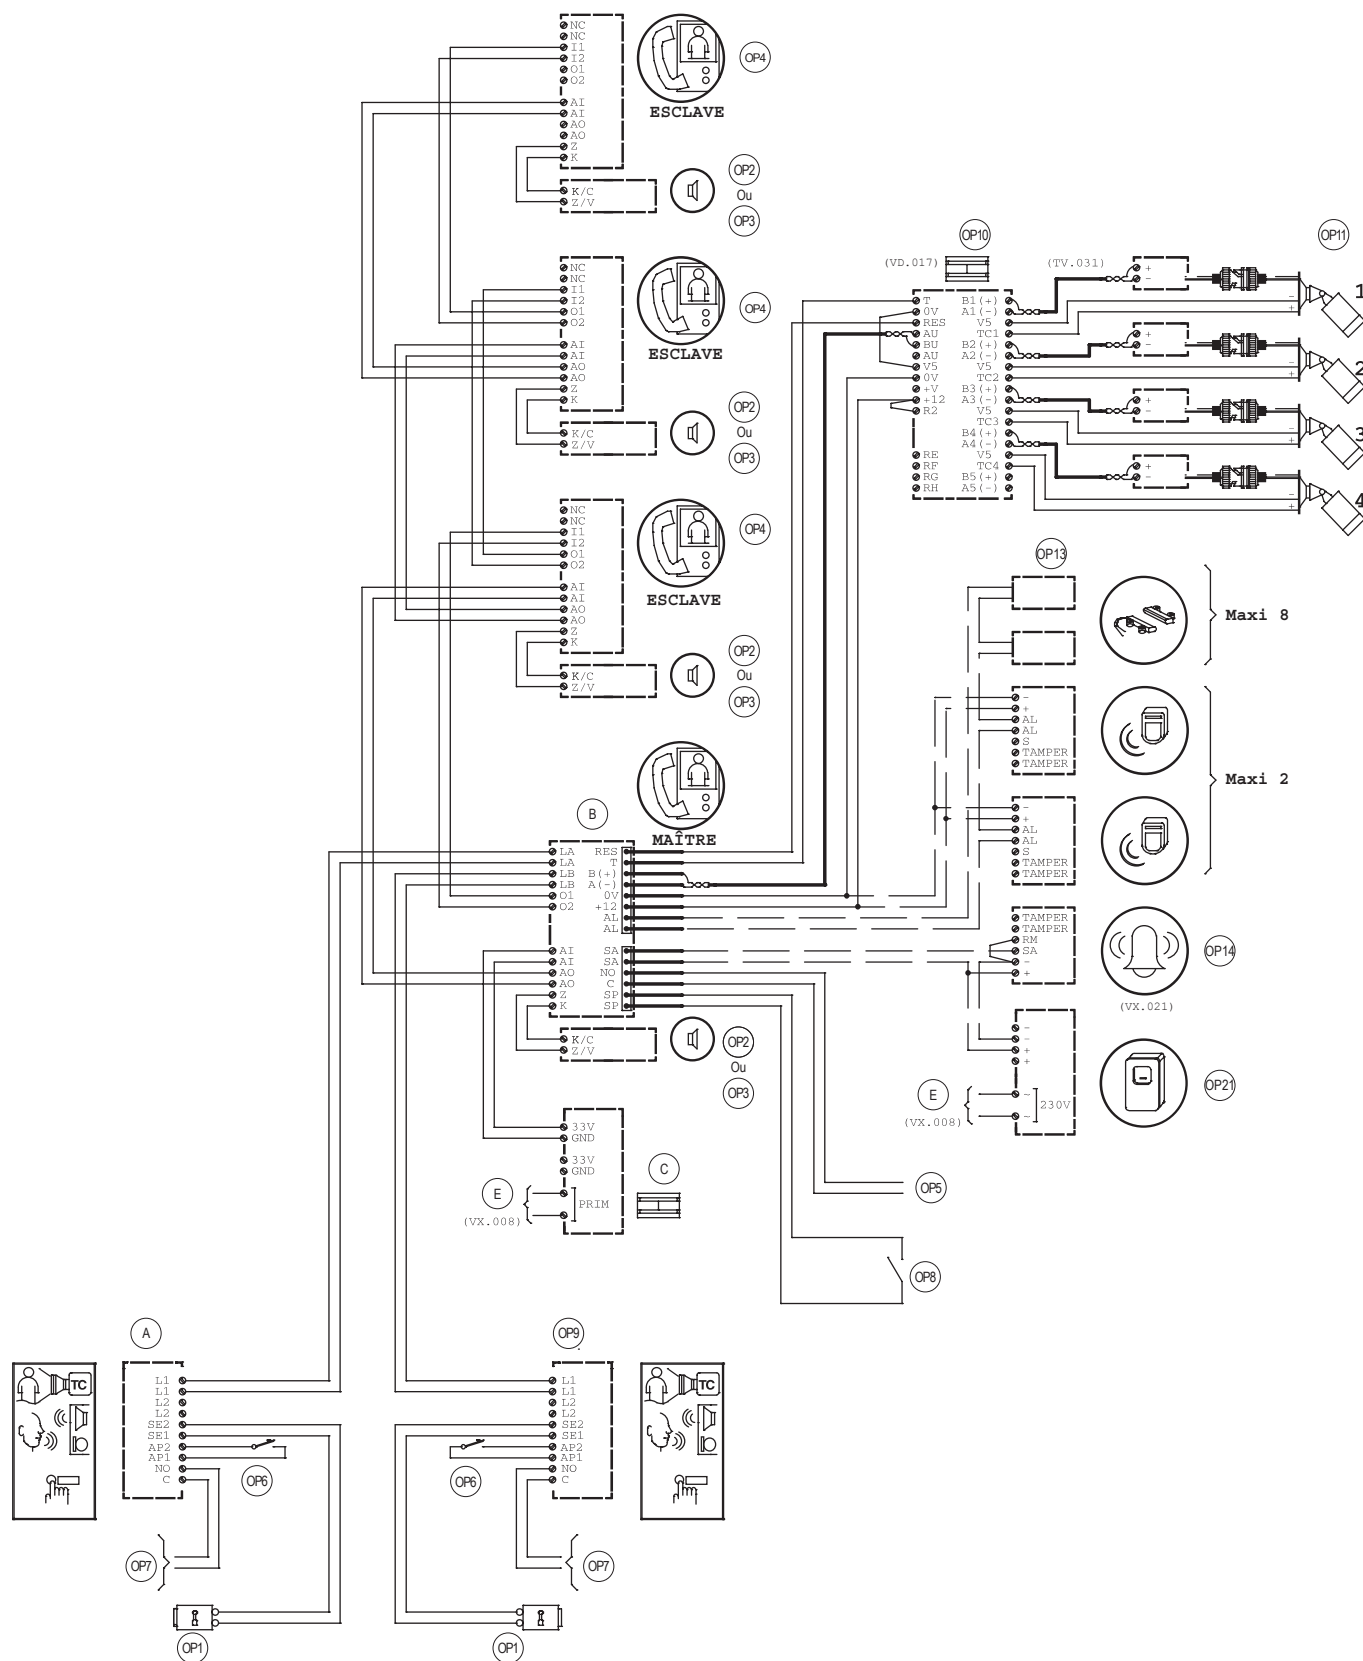 NC
NC
I1
I2
O1
O2
AI
AI
AO
AO
Z
K
OP4
ESCLAVE
K/C
Z/V
OP2
Ou
OP3
NC
NC
I1
I2
O1
O2
AI
AI
AO
AO
Z
K
OP4
ESCLAVE
K/C
Z/V
OP2
Ou
OP3
NC
NC
I1
I2
O1
O2
AI
AI
AO
AO
Z
K
OP4
ESCLAVE
K/C
Z/V
OP2
Ou
OP3
OP10
(VD.017)
(TV.031)
OP11
T B1(+)
0V A1(-)
RES V5
AU TC1
BU B2(+)
AU A2(-)
V5 V5
0V TC2
+V B3(+)
+12 A3(-)
R2 V5
TC3
B4(+)
A4(-)
RE V5
RF TC4
RG B5(+)
RH A5(-)
+
-
-
+
1
+
-
-
+
2
+
-
-
+
3
+
-
-
+
4
OP13
Maxi 8
-
+
AL
AL
S
TAMPER
TAMPER
Maxi 2
-
+
AL
AL
S
TAMPER
TAMPER
TAMPER
TAMPER
RM
SA
-
+
OP14
(VX.021)
-
-
+
+
~
~
230V
OP21
E
(VX.008)
MAÎTRE
B
LA RES
LA T
LB B(+)
LB A(-)
O1 0V
O2 +12
AL
AL
AI SA
AI SA
AO NO
AO C
Z SP
K SP
K/C
Z/V
OP2
Ou
OP3
33V
GND
33V
GND
PRIM
C
E
(VX.008)
OP5
OP8
A
TC
L1
L1
L2
L2
SE2
SE1
AP2
AP1
NO
C
OP6
OP7
OP1
OP9
TC
L1
L1
L2
L2
SE2
SE1
AP2
AP1
NO
C
OP6
OP7
OP1